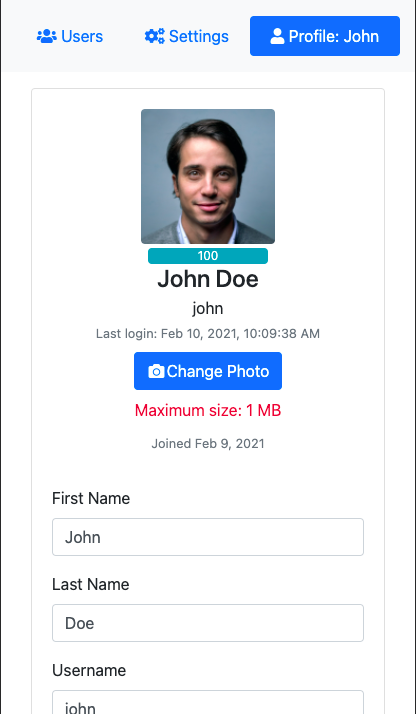 Users Settings Profile: John
100
John Doe
john
Last login: Feb 10, 2021, 10:09:38 AM
Change Photo
Maximum size: 1 MB
Joined Feb 9, 2021
First Name
John
Last Name
Doe
Username
john